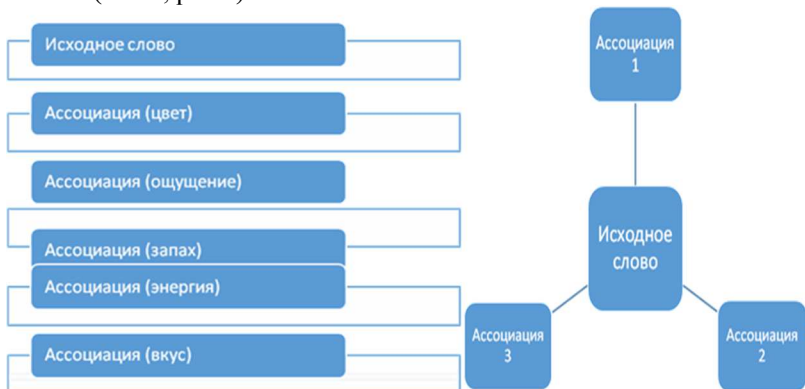 Исходное слово
Ассоциация (цвет)
Ассоциация (ощущение)
Ассоциация (запах)
Ассоциация (энергия)
Ассоциация (вкус)
Ассоциация
1
Исходное
слово
Ассоциация
3
Ассоциация
2